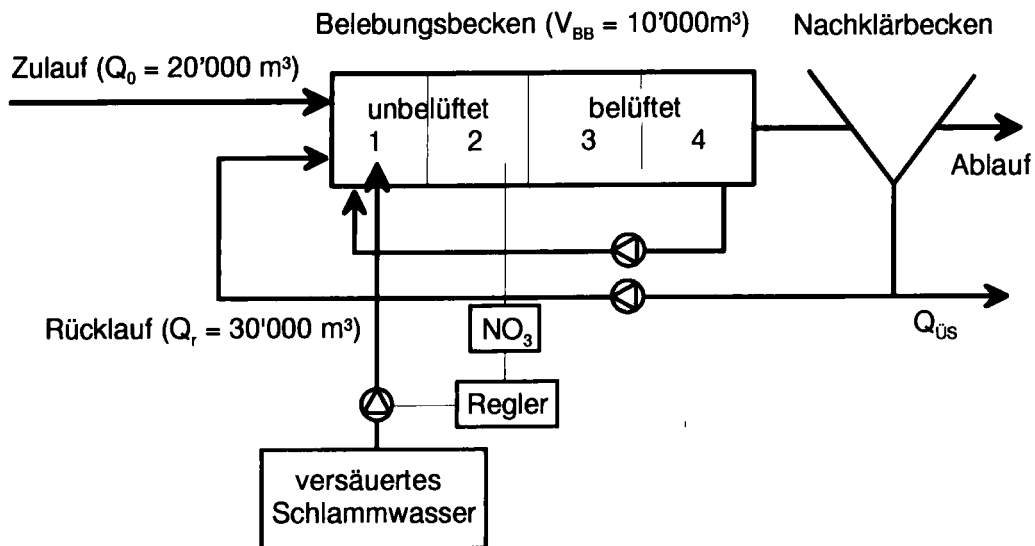 Belebungsbecken (V_BB = 10'000m³)
Nachklärbecken
Zulauf (Q₀ = 20'000 m³)
unbelüftet
belüftet
1 2 3 4
Ablauf
Rücklauf (Qᵣ = 30'000 m³)
NO₃
Q_ÜS
Regler
versäuertes
Schlammwasser